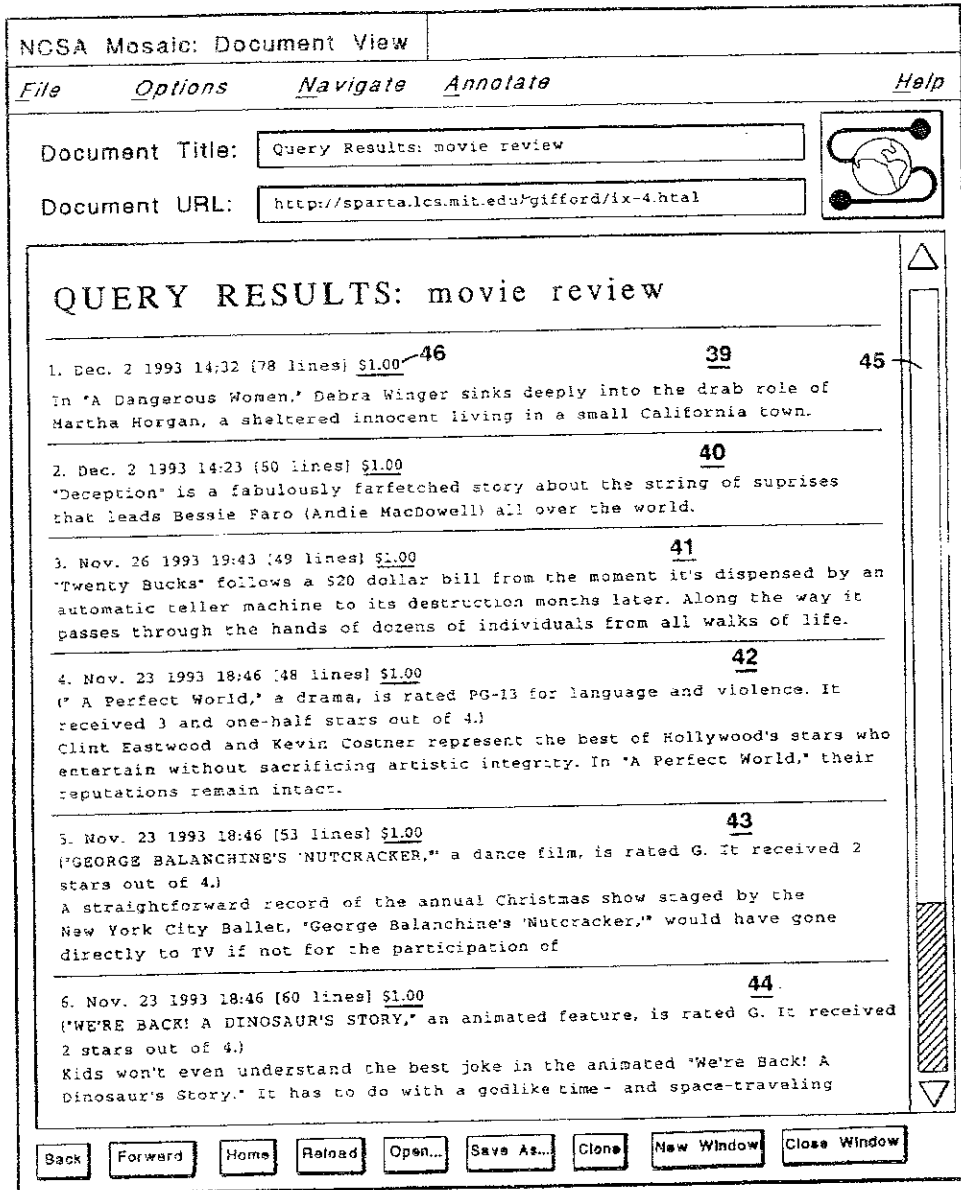 NCSA Mosaic: Document View
File Options Navigate Annotate Help
Document Title: Query Results: movie review
Document URL: http://sparta.lcs.mit.edu/gifford/ix-4.htal
QUERY RESULTS: movie review
1. Dec. 2 1993 14:32 [78 lines] $1.00 46 39 45
In "A Dangerous Women," Debra Winger sinks deeply into the drab role of
Martha Horgan, a sheltered innocent living in a small California town.
2. Dec. 2 1993 14:23 [50 lines] $1.00 40
"Deception" is a fabulously farfetched story about the string of suprises
that leads Bessie Faro (Andie MacDowell) all over the world.
3. Nov. 26 1993 19:43 [49 lines] $1.00 41
"Twenty Bucks" follows a $20 dollar bill from the moment it's dispensed by an
automatic teller machine to its destruction months later. Along the way it
passes through the hands of dozens of individuals from all walks of life.
4. Nov. 23 1993 18:46 [48 lines] $1.00 42
(" A Perfect World," a drama, is rated PG-13 for language and violence. It
received 3 and one-half stars out of 4.)
Clint Eastwood and Kevin Costner represent the best of Hollywood's stars who
entertain without sacrificing artistic integrity. In "A Perfect World," their
reputations remain intact.
5. Nov. 23 1993 18:46 [53 lines] $1.00 43
("GEORGE BALANCHINE'S 'NUTCRACKER,'" a dance film, is rated G. It received 2
stars out of 4.)
A straightforward record of the annual Christmas show staged by the
New York City Ballet, "George Balanchine's 'Nutcracker,'" would have gone
directly to TV if not for the participation of
6. Nov. 23 1993 18:46 [60 lines] $1.00 44
("WE'RE BACK! A DINOSAUR'S STORY," an animated feature, is rated G. It received
2 stars out of 4.)
Kids won't even understand the best joke in the animated "We're Back! A
Dinosaur's Story." It has to do with a godlike time- and space-traveling
Back Forward Home Reload Open... Save As... Clone New Window Close Window